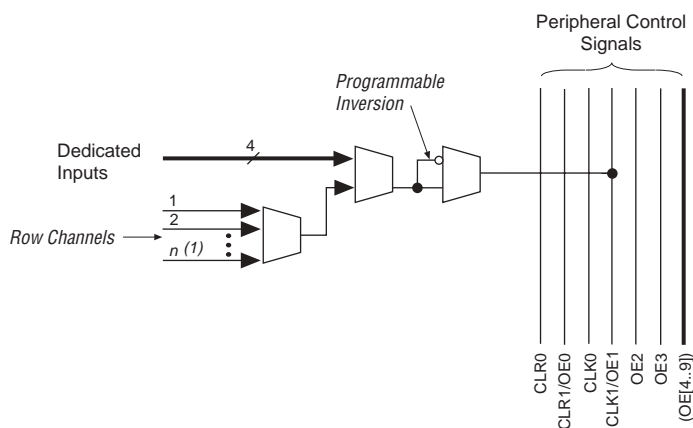 Peripheral Control
Signals
Programmable
Inversion
4
Dedicated
Inputs
1
2
Row Channels
n (1)
CLR0
CLR1/OE0
CLK0
CLK1/OE1
OE2
OE3
(OE[4..9])